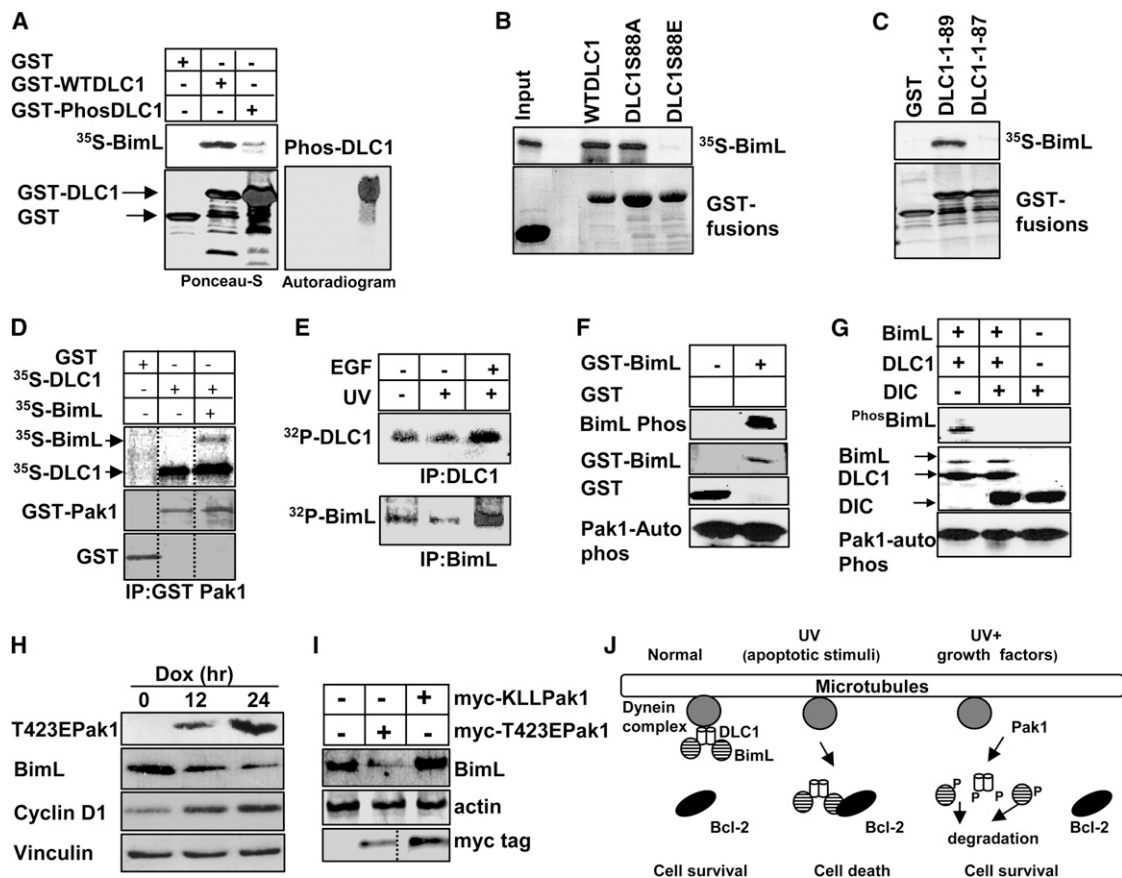 A
GST + - -
GST-WTDLC1 - + -
GST-PhosDLC1 - - +
35S-BimL
Phos-DLC1
GST-DLC1
GST
Ponceau-S Autoradiogram
B
Input WTDLC1 DLC1S88A DLC1S88E
35S-BimL
GST-
fusions
C
GST DLC1-1-89 DLC1-1-87
35S-BimL
GST-
fusions
D
GST + - -
35S-DLC1 - + +
35S-BimL - - +
35S-BimL
35S-DLC1
GST-Pak1
GST
IP:GST Pak1
E
EGF - - +
UV - + +
32P-DLC1
IP:DLC1
32P-BimL
IP:BimL
F
GST-BimL - +
GST
BimL Phos
GST-BimL
GST
Pak1-Auto
phos
G
BimL + + -
DLC1 + + -
DIC - + +
PhosBimL
BimL
DLC1
DIC
Pak1-auto
Phos
H
Dox (hr)
0 12 24
T423EPak1
BimL
Cyclin D1
Vinculin
I
- - + myc-KLLPak1
- + - myc-T423EPak1
BimL
actin
myc tag
J
Normal
UV
(apoptotic stimuli)
UV+
growth factors)
Microtubules
Dynein
complex
DLC1
BimL
Pak1
P P P P
degradation
Bcl-2 Bcl-2 Bcl-2
Cell survival Cell death Cell survival